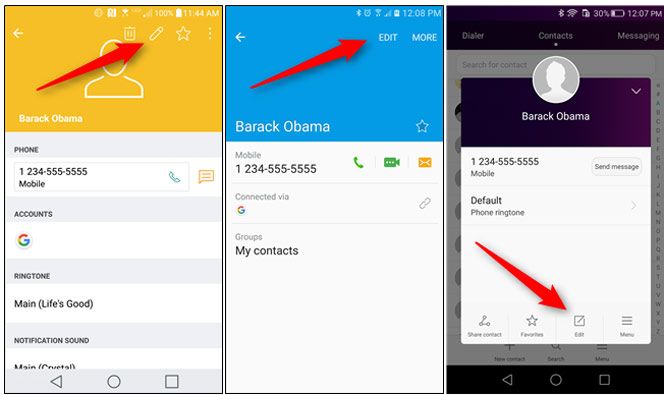 100% 11:44 AM
Barack Obama
PHONE
1 234-555-5555
Mobile
ACCOUNTS
G
RINGTONE
Main (Life's Good)
NOTIFICATION SOUND
Main (Crystal)
12:08 PM
EDIT MORE
Barack Obama
Mobile
1 234-555-5555
Connected via
G
Groups
My contacts
30% 12:07 PM
Dialer Contacts Messaging
Search for contact
Barack Obama
1 234-555-5555
Mobile
Send message
Default
Phone ringtone
Share contact Favorites Edit Menu
New contact Search Menu